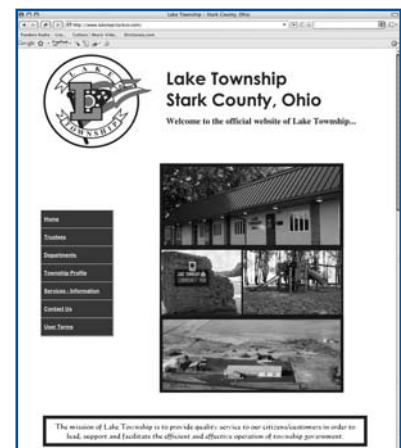 Lake Township - Stark County, Ohio
LAKE
TOWNSHIP
Lake Township
Stark County, Ohio
Welcome to the official website of Lake Township...
Home
Trustees
Departments
Township Profile
Services - Information
Contact Us
User Terms
The mission of Lake Township is to provide quality service to our citizens/customers in order to
lead, support and facilitate the efficient and effective operation of township government.